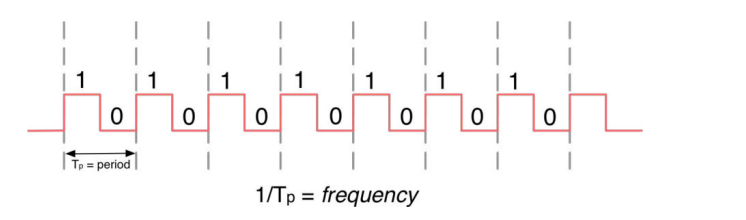 1 1 1 1 1 1 1
0 0 0 0 0 0 0
Tp = period
1/Tp = frequency